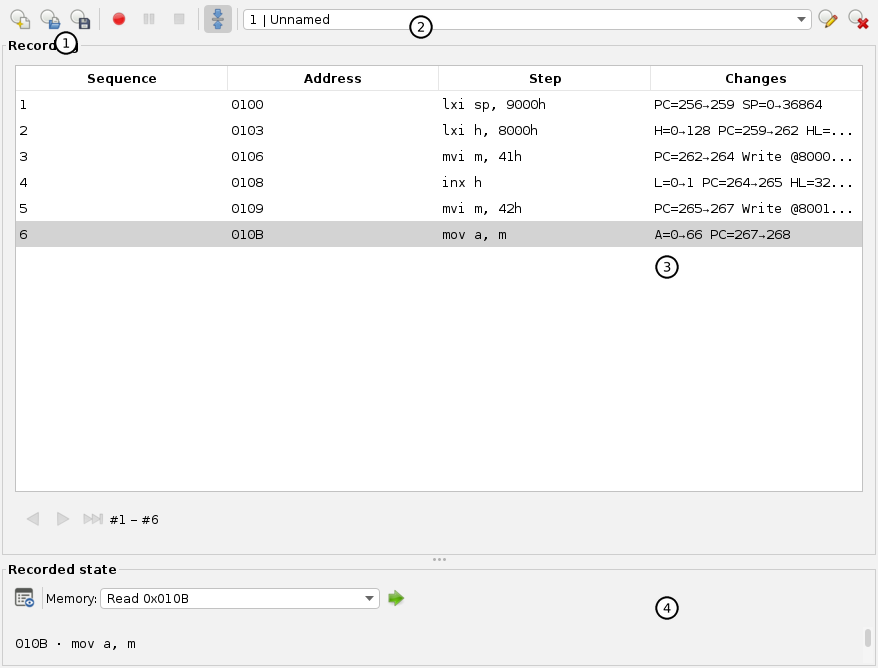 1 | Unnamed
2
1
Recording
Sequence Address Step Changes
1 0100 lxi sp, 9000h PC=256→259 SP=0→36864
2 0103 lxi h, 8000h H=0→128 PC=259→262 HL=...
3 0106 mvi m, 41h PC=262→264 Write @8000...
4 0108 inx h L=0→1 PC=264→265 HL=32...
5 0109 mvi m, 42h PC=265→267 Write @8001...
6 010B mov a, m A=0→66 PC=267→268
3
#1 – #6
Recorded state
Memory: Read 0x010B
4
010B · mov a, m